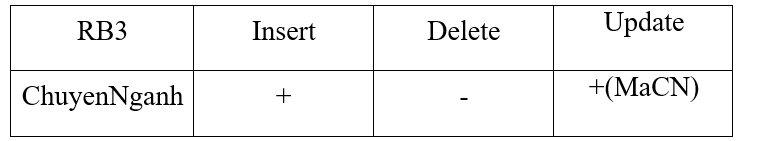 RB3 Insert Delete Update
ChuyenNganh + - +(MaCN)